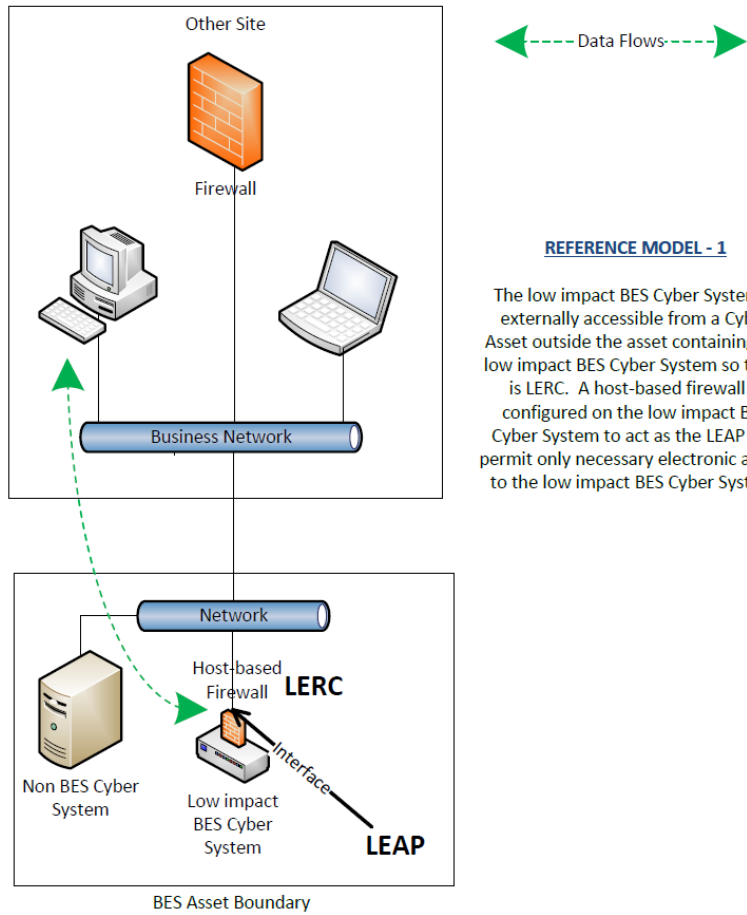 Other Site
Data Flows
Firewall
REFERENCE MODEL - 1
The low impact BES Cyber System
externally accessible from a
Asset outside the asset containing
low impact BES Cyber System so
is LERC. A host-based firewall
configured on the low impact
Cyber System to act as the LEAP
permit only necessary electronic
to the low impact BES Cyber
Business Network
Network
Host-based
Firewall
LERC
Interface
Non BES Cyber
System
Low impact
BES Cyber
System
LEAP
BES Asset Boundary